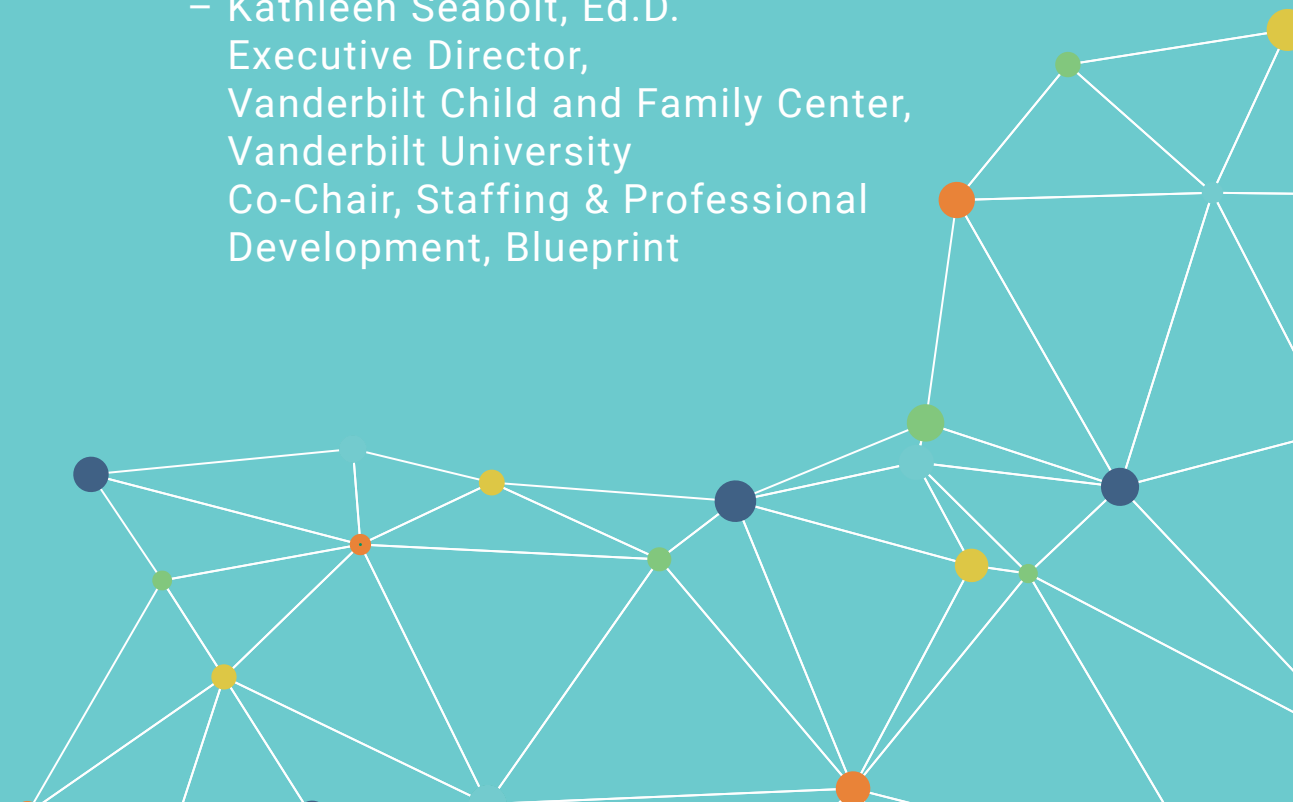 – Kathleen Seabolt, Ed.D.
Executive Director,
Vanderbilt Child and Family Center,
Vanderbilt University
Co-Chair, Staffing & Professional
Development, Blueprint